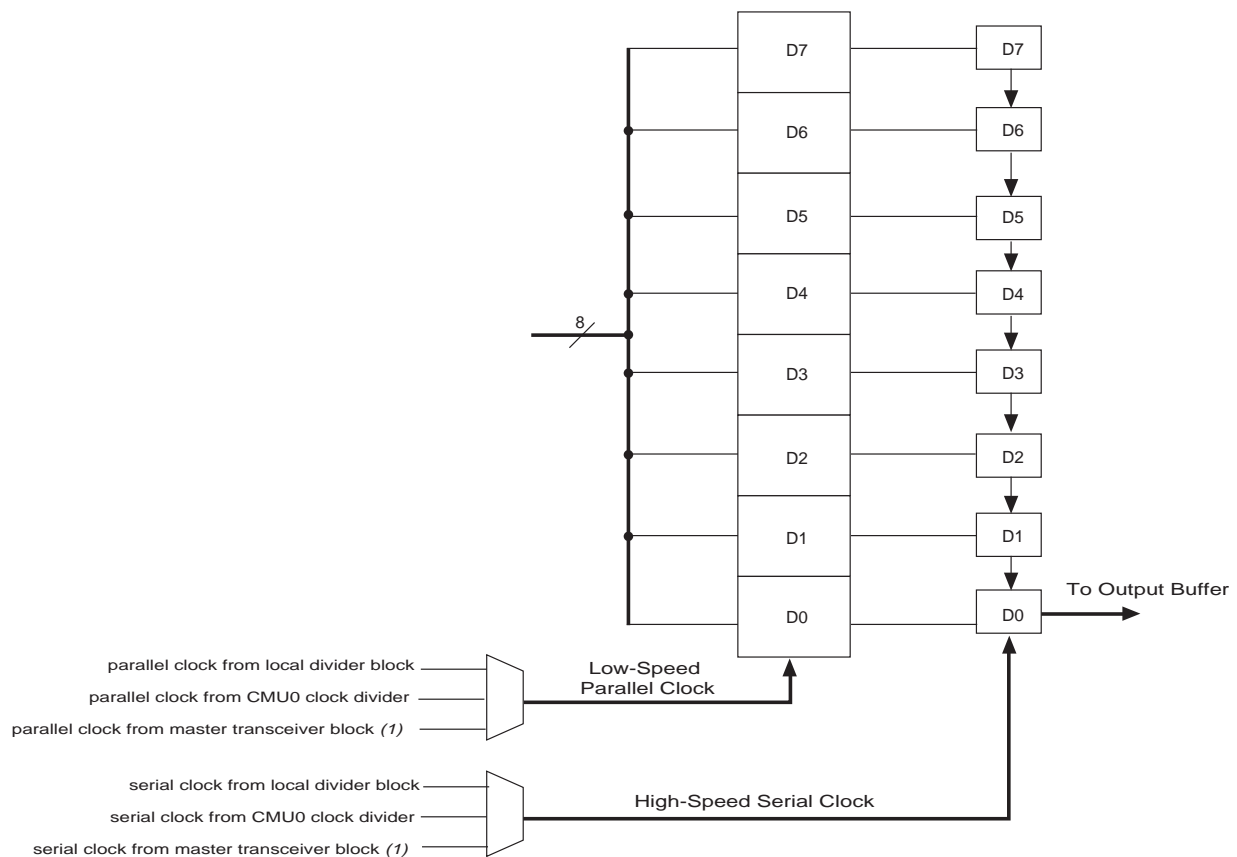 D7 D7
D6 D6
D5 D5
D4 D4
8
D3 D3
D2 D2
D1 D1
To Output Buffer
D0 D0
parallel clock from local divider block
Low-Speed
Parallel Clock
parallel clock from CMU0 clock divider
parallel clock from master transceiver block (1)
serial clock from local divider block
High-Speed Serial Clock
serial clock from CMU0 clock divider
serial clock from master transceiver block (1)